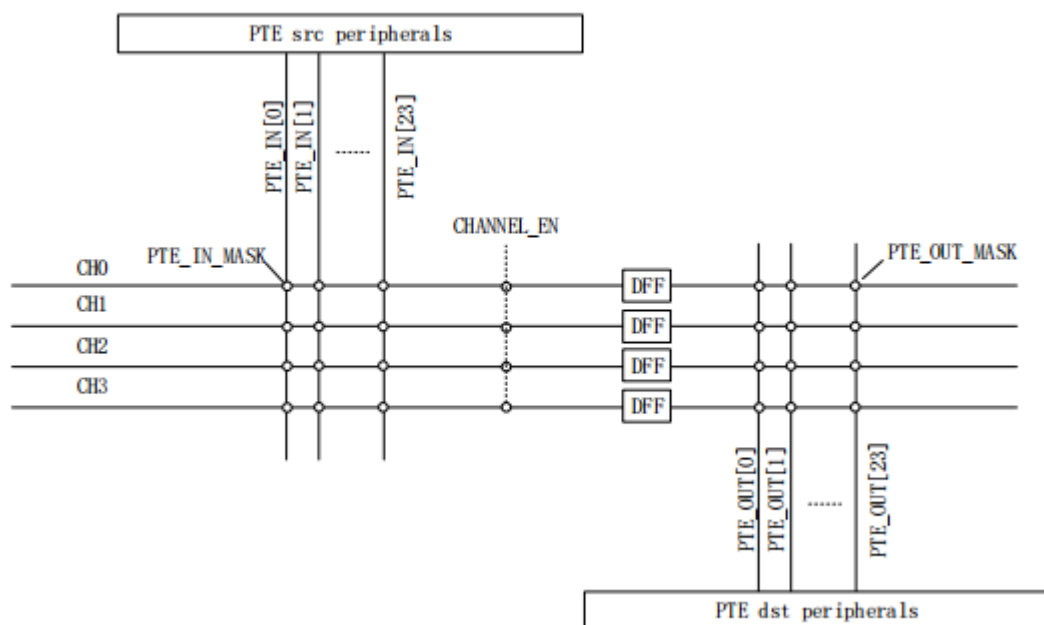 PTE src peripherals
PTE_IN[0]
PTE_IN[1]
......
PTE_IN[23]
CHANNEL_EN
PTE_IN_MASK
PTE_OUT_MASK
CH0
DFF
CH1
DFF
CH2
DFF
CH3
DFF
PTE_OUT[0]
PTE_OUT[1]
......
PTE_OUT[23]
PTE dst peripherals